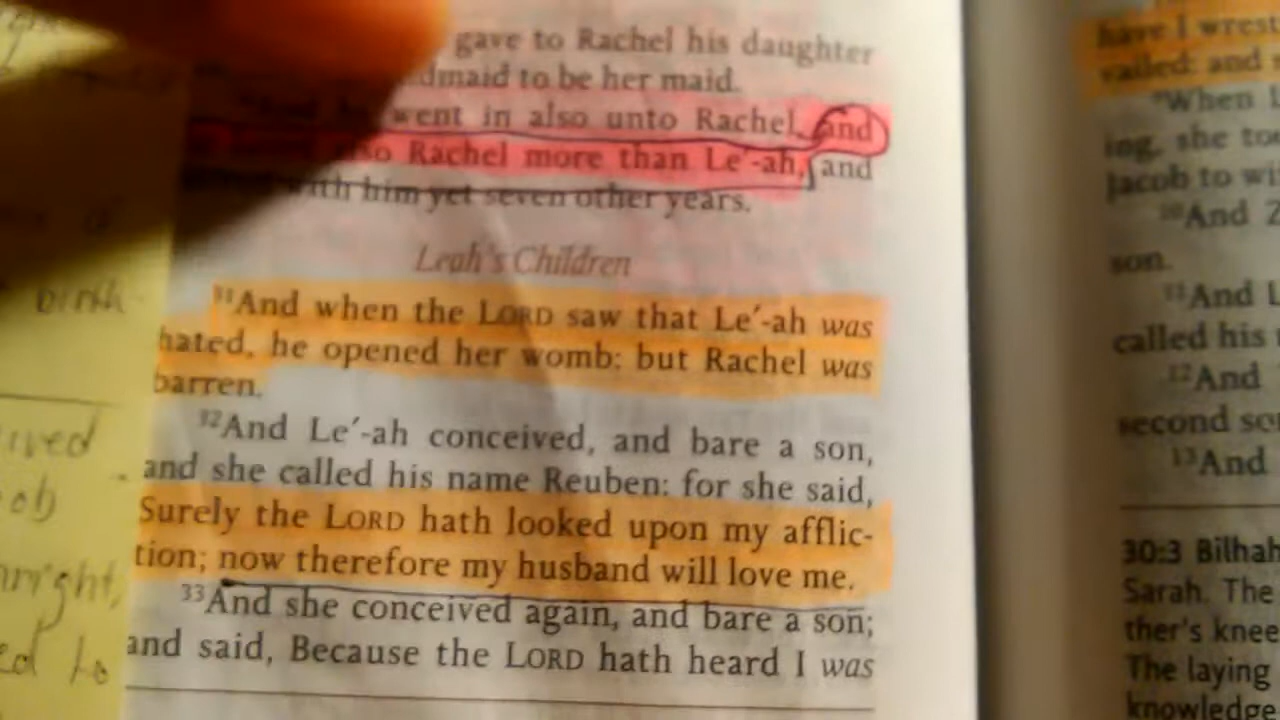 gave to Rachel his daughter
dmaid to be her maid.
went in also unto Rachel, and
Rachel more than Le′-ah, and
with him yet seven other years.
Leah's Children
31And when the LORD saw that Le′-ah was
hated, he opened her womb: but Rachel was
barren.
32And Le′-ah conceived, and bare a son,
and she called his name Reuben: for she said,
Surely the LORD hath looked upon my afflic-
tion; now therefore my husband will love me.
33And she conceived again, and bare a son;
and said, Because the LORD hath heard I was
birth
ob
ed to
have I wrest
vailed: and
When
ing, she too
Jacob to wi
And Z
son.
11And L
called his
12And
second so
13And
30:3 Bilhah
Sarah. The
ther's knee
The laying
knowledge